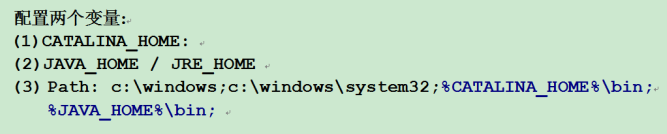 配置两个变量:
(1)CATALINA_HOME:
(2)JAVA_HOME / JRE_HOME
(3) Path: c:\windows;c:\windows\system32;%CATALINA_HOME%\bin;
%JAVA_HOME%\bin;